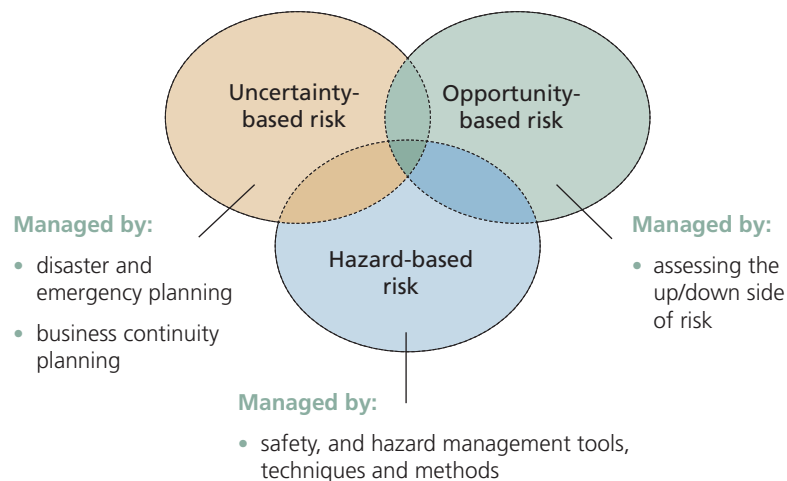 Uncertainty-
based risk
Opportunity-
based risk
Hazard-based
risk
Managed by:
• disaster and
emergency planning
• business continuity
planning
Managed by:
• assessing the
up/down side
of risk
Managed by:
• safety, and hazard management tools,
techniques and methods